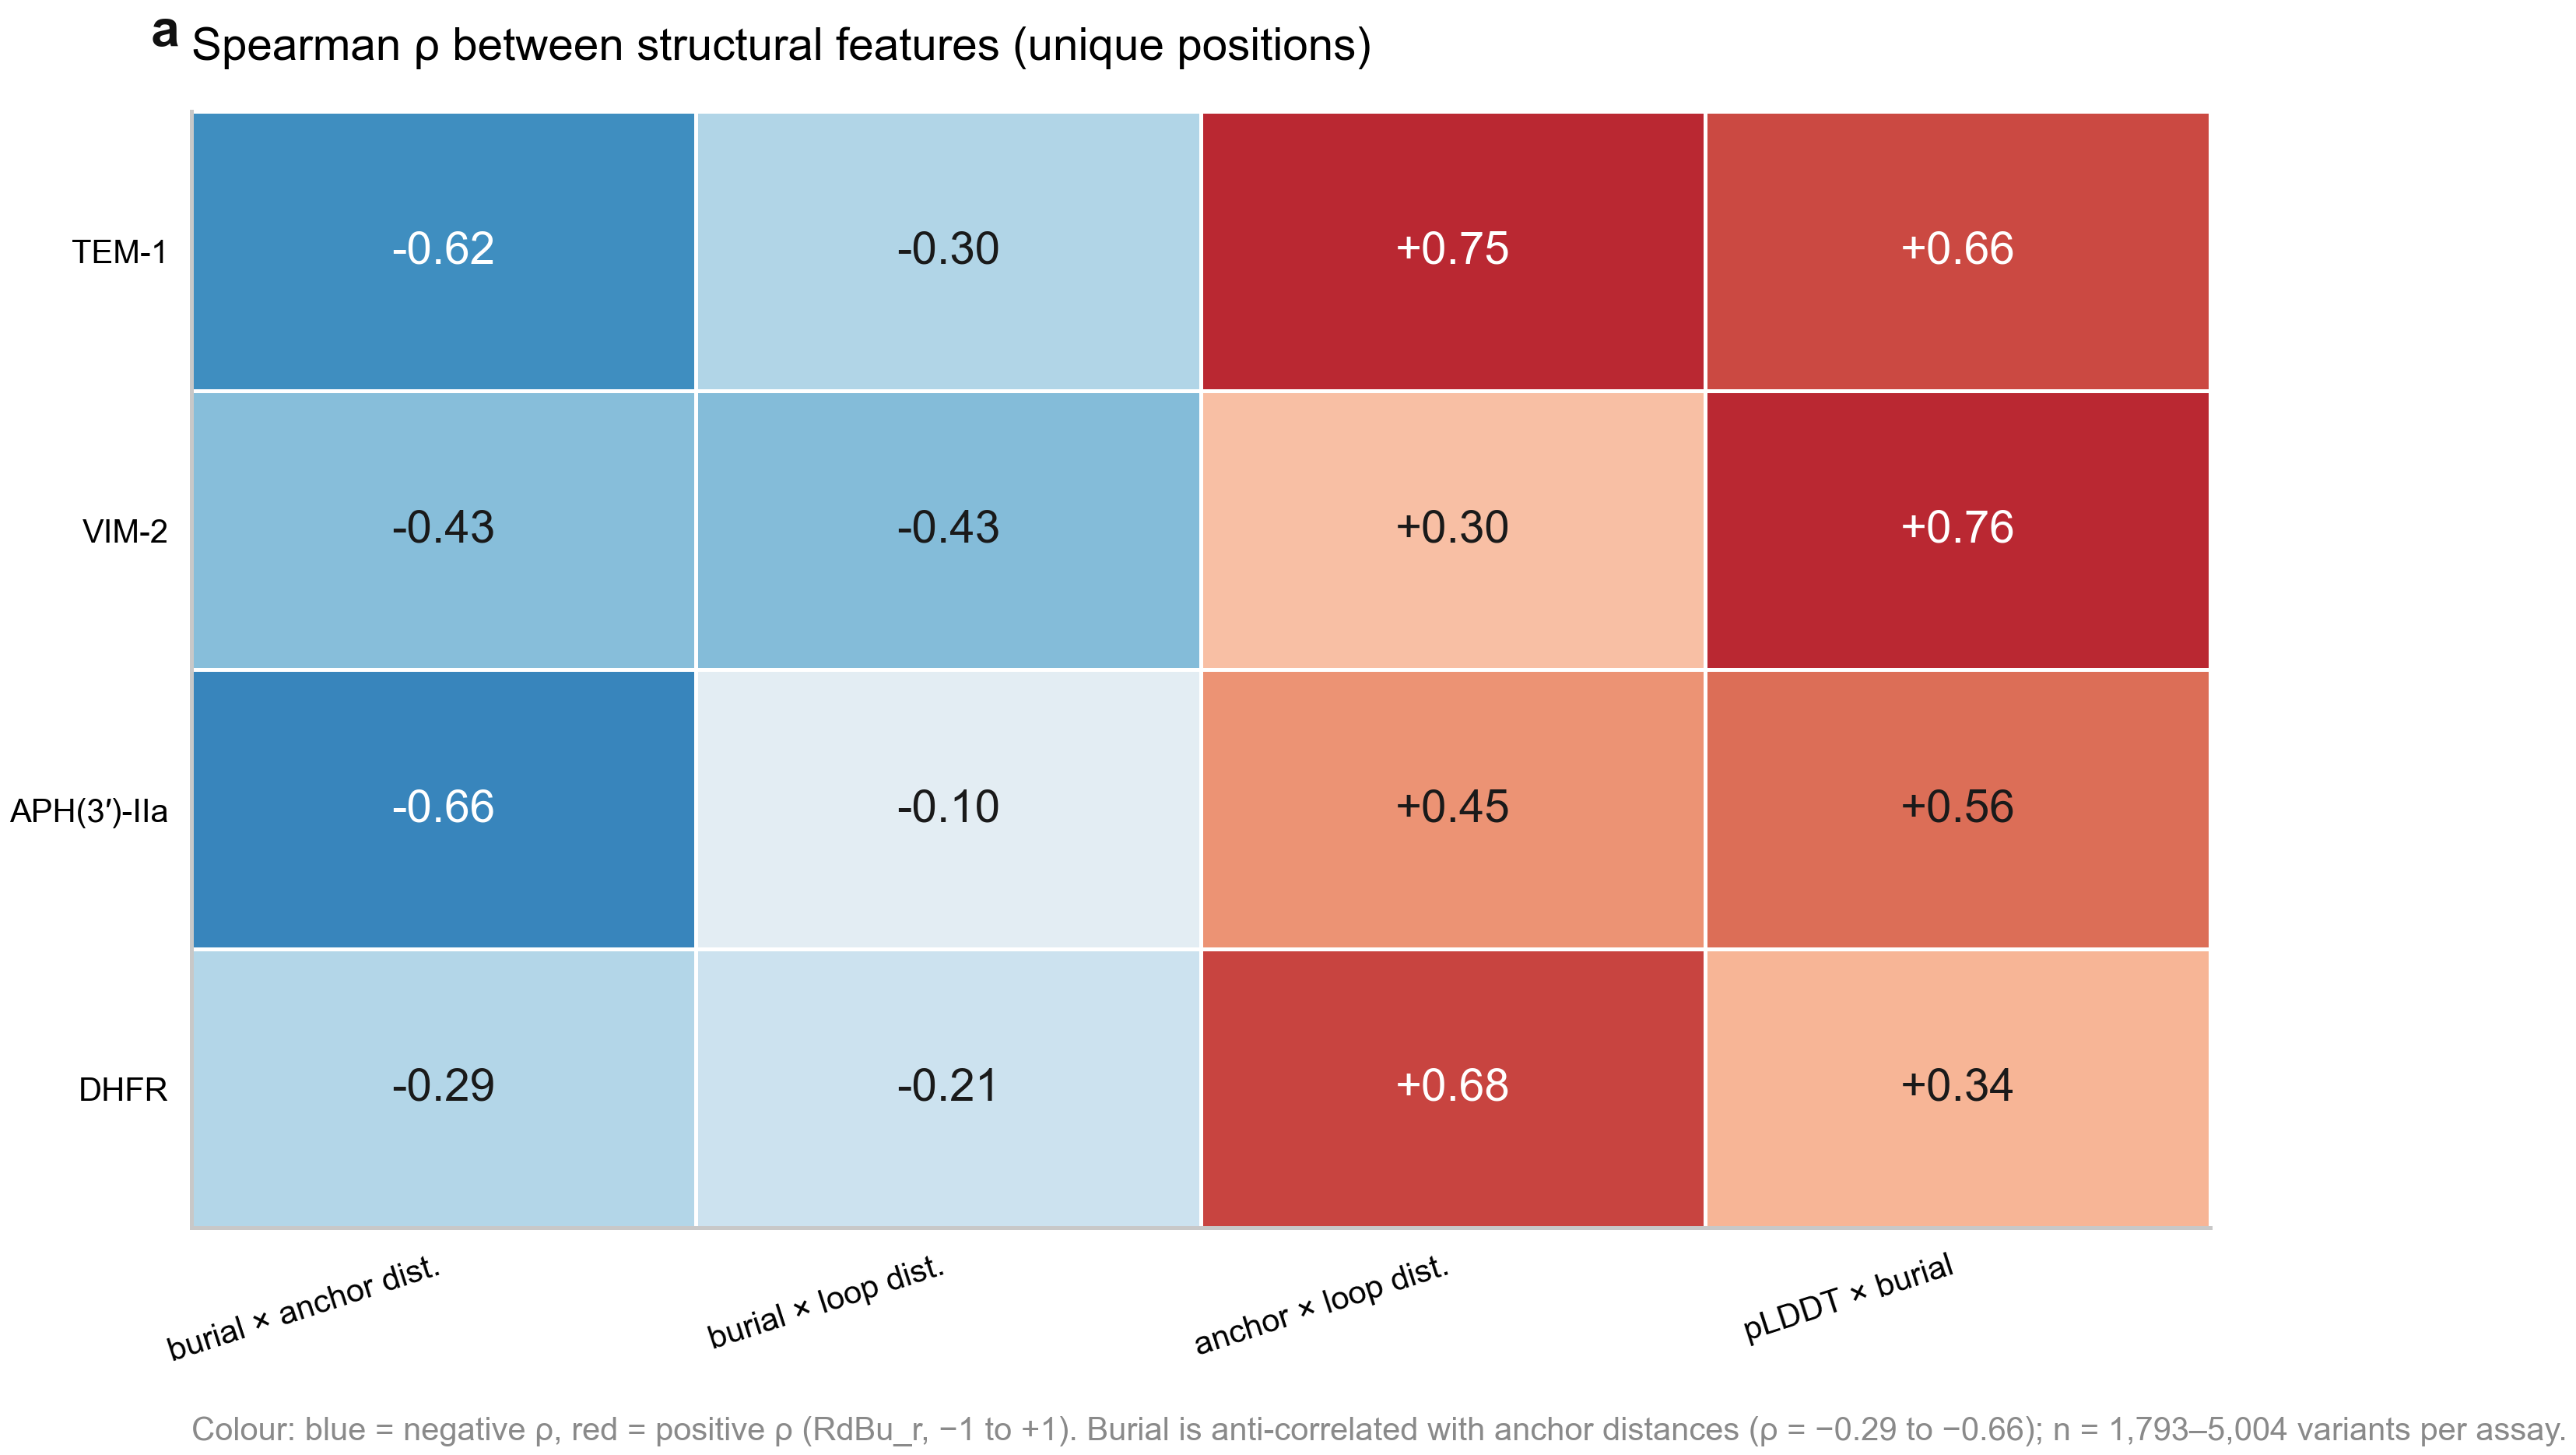 a
Spearman ρ between structural features (unique positions)
TEM-1 -0.62 -0.30 +0.75 +0.66
VIM-2 -0.43 -0.43 +0.30 +0.76
APH(3′)-IIa -0.66 -0.10 +0.45 +0.56
DHFR -0.29 -0.21 +0.68 +0.34
burial × anchor dist. burial × loop dist. anchor × loop dist. pLDDT × burial
Colour: blue = negative ρ, red = positive ρ (RdBu_r, −1 to +1). Burial is anti-correlated with anchor distances (ρ = −0.29 to −0.66); n = 1,793–5,004 variants per assay.